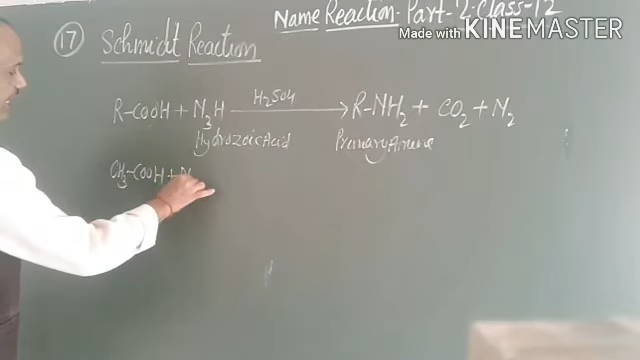 Name Reaction. Part-2. Class-12
Made with KINEMASTER
17 Schmidt Reaction
R-COOH + N3H H2SO4 → R-NH2 + CO2 + N2
Hydrozoic Acid Primary Amine
CH3-COOH + N